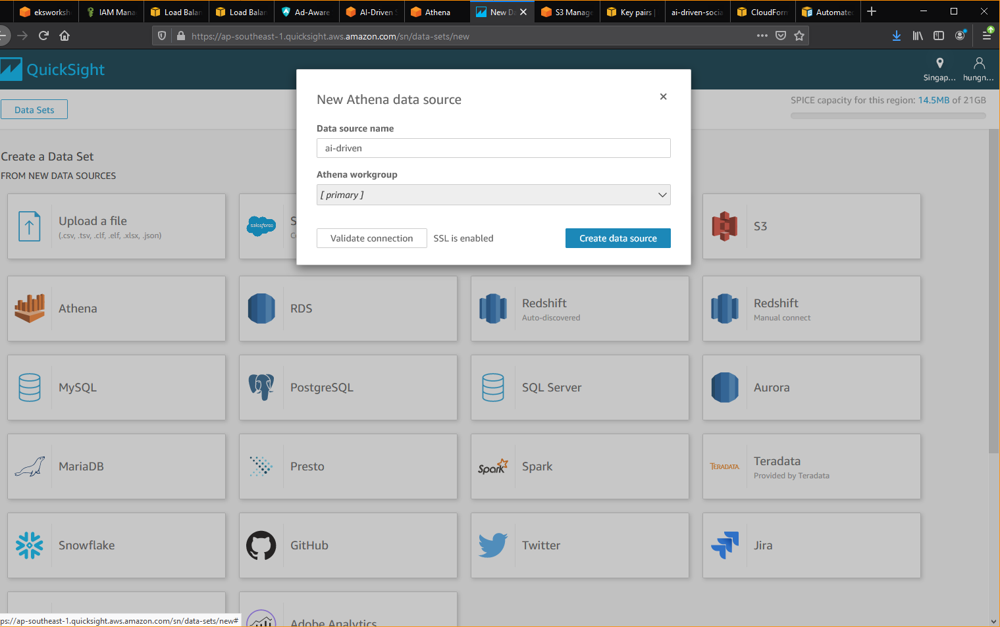 eksworksh
IAM Mana
Load Balan
Load Balan
Ad-Aware
AI-Driven S
Athena
New Da
S3 Manage
Key pairs |
ai-driven-socia
CloudForm
Automated
https://ap-southeast-1.quicksight.aws.amazon.com/sn/data-sets/new
QuickSight
Singap...
hungn...
Data Sets
SPICE capacity for this region: 14.5MB of 21GB
New Athena data source
Data source name
ai-driven
Athena workgroup
[ primary ]
Validate connection
SSL is enabled
Create data source
Create a Data Set
FROM NEW DATA SOURCES
Upload a file
(.csv, .tsv, .clf, .elf, .xlsx, .json)
salesforce
S
Co
S3
Athena
RDS
Redshift
Auto-discovered
Redshift
Manual connect
MySQL
PostgreSQL
SQL Server
Aurora
MariaDB
Presto
Spark
Spark
TERADATA
Teradata
Provided by Teradata
Snowflake
GitHub
Twitter
Jira
Adobe Analytics
ps://ap-southeast-1.quicksight.aws.amazon.com/sn/data-sets/new#